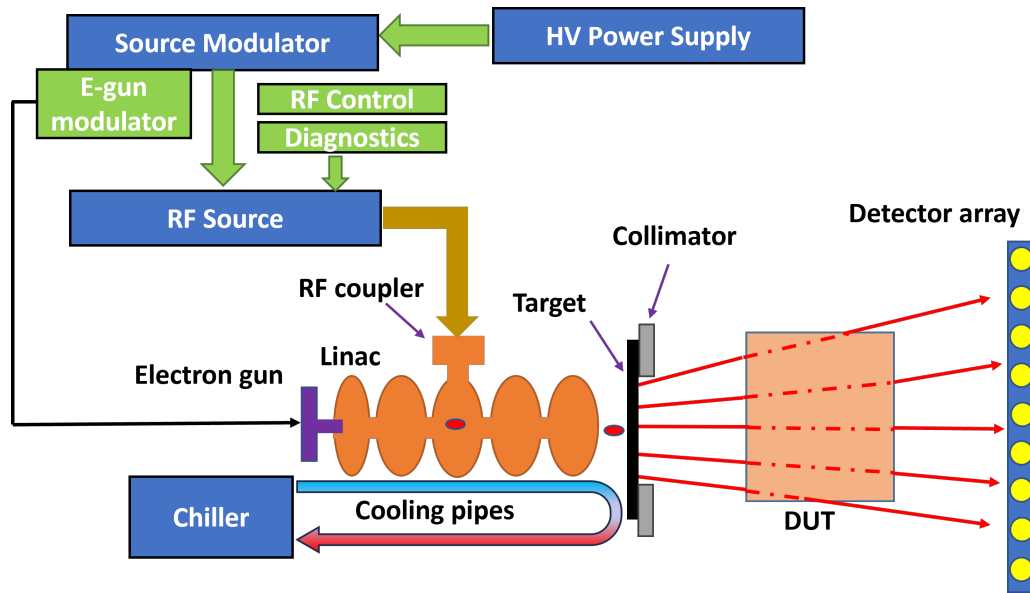 Source Modulator
HV Power Supply
E-gun
modulator
RF Control
Diagnostics
RF Source
Detector array
Collimator
RF coupler
Target
Linac
Electron gun
Chiller
Cooling pipes
DUT